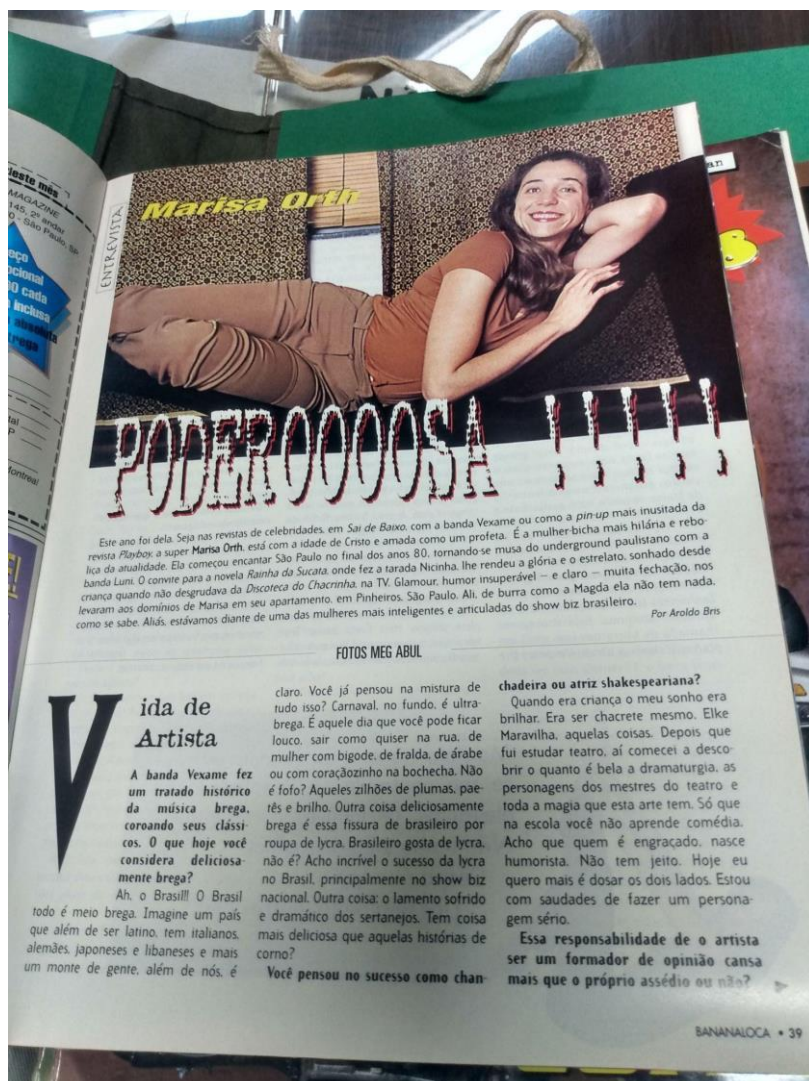 deste mês
MAGAZINE
145, 2º andar
0 - São Paulo, SP
eço
ocional
00 cada
inclusa
absoluta
trega
Montreal
ENTREVISTA
Marisa Orth
PODEROOOOSA !!!!!
Este ano foi dela. Seja nas revistas de celebridades, em Sai de Baixo, com a banda Vexame ou como a pin-up mais inusitada da
revista Playboy, a super Marisa Orth, está com a idade de Cristo e amada como um profeta. É a mulher-bicha mais hilária e rebo-
liça da atualidade. Ela começou encantar São Paulo no final dos anos 80, tornando-se musa do underground paulistano com a
banda Luni. O convite para a novela Rainha da Sucata, onde fez a tarada Nicinha, lhe rendeu a glória e o estrelato, sonhado desde
criança quando não desgrudava da Discoteca do Chacrinha, na TV. Glamour, humor insuperável – e claro – muita fechação, nos
levaram aos domínios de Marisa em seu apartamento, em Pinheiros, São Paulo. Ali, de burra como a Magda ela não tem nada,
como se sabe. Aliás, estávamos diante de uma das mulheres mais inteligentes e articuladas do show biz brasileiro.
Por Aroldo Bris
FOTOS MEG ABUL
Vida de
Artista
A banda Vexame fez
um tratado histórico
da música brega,
coroando seus clássi-
cos. O que hoje você
considera deliciosa-
mente brega?
Ah, o Brasil!! O Brasil
todo é meio brega. Imagine um país
que além de ser latino, tem italianos,
alemães, japoneses e libaneses e mais
um monte de gente, além de nós, é
claro. Você já pensou na mistura de
tudo isso? Carnaval, no fundo, é ultra-
brega. É aquele dia que você pode ficar
louco, sair como quiser na rua, de
mulher com bigode, de fralda, de árabe
ou com coraçãozinho na bochecha. Não
é fofo? Aqueles zilhões de plumas, pae-
tês e brilho. Outra coisa deliciosamente
brega é essa fissura de brasileiro por
roupa de lycra. Brasileiro gosta de lycra,
não é? Acho incrível o sucesso da lycra
no Brasil, principalmente no show biz
nacional. Outra coisa: o lamento sofrido
e dramático dos sertanejos. Tem coisa
mais deliciosa que aquelas histórias de
corno?
Você pensou no sucesso como chan-
chadeira ou atriz shakespeariana?
Quando era criança o meu sonho era
brilhar. Era ser chacrete mesmo. Elke
Maravilha, aquelas coisas. Depois que
fui estudar teatro, aí comecei a desco-
brir o quanto é bela a dramaturgia, as
personagens dos mestres do teatro e
toda a magia que esta arte tem. Só que
na escola você não aprende comédia.
Acho que quem é engraçado, nasce
humorista. Não tem jeito. Hoje eu
quero mais é dosar os dois lados. Estou
com saudades de fazer um persona-
gem sério.
Essa responsabilidade de o artista
ser um formador de opinião cansa
mais que o próprio assédio ou não?
BANANALOCA • 39